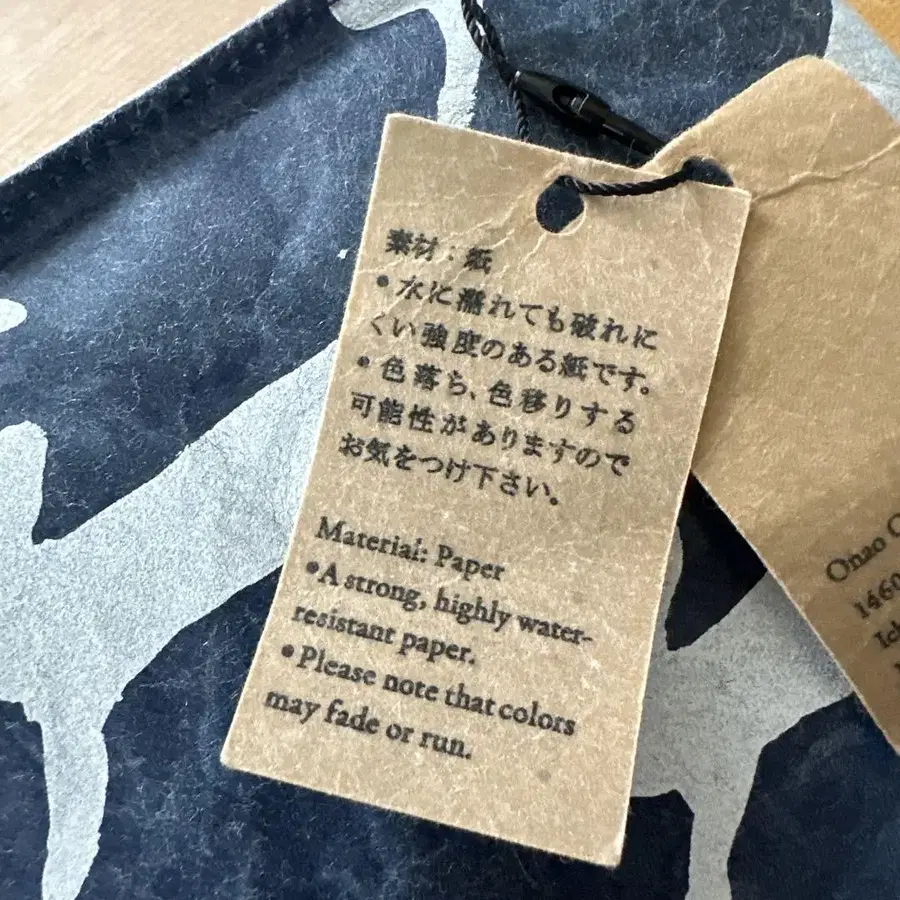 素材：紙
•水に濡れても破れに
くい強度のある紙です。
•色落ち、色移りする
可能性がありますので
お気をつけ下さい。
Material: Paper
•A strong, highly water-
resistant paper.
•Please note that colors
may fade or run.
Onao
1460